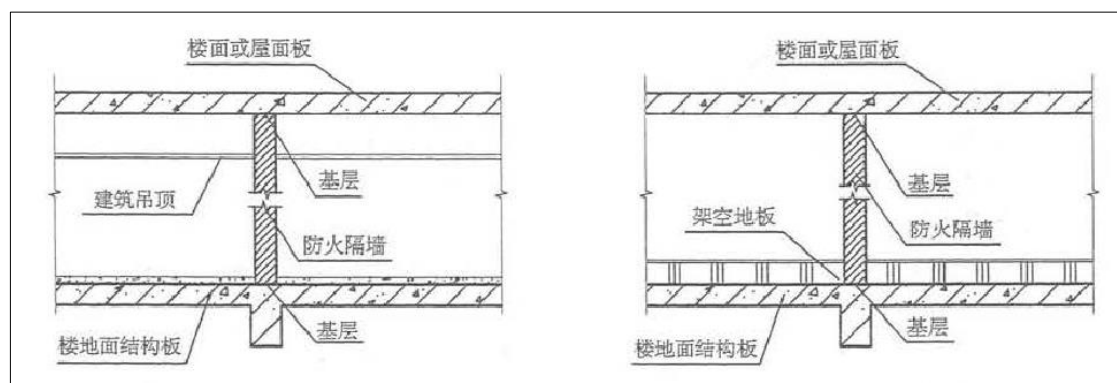 楼面或屋面板
建筑吊顶
基层
防火隔墙
楼地面结构板
基层
楼面或屋面板
基层
架空地板
防火隔墙
楼地面结构板
基层